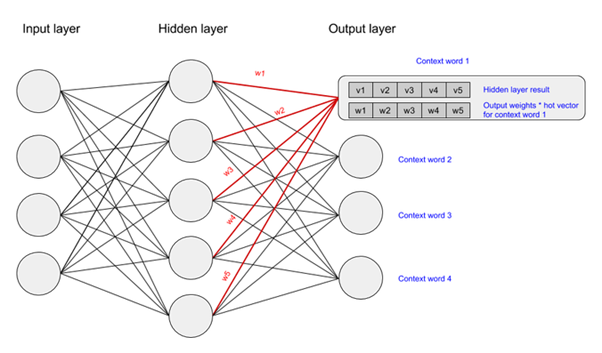 Input layer
Hidden layer
Output layer
Context word 1
w1
v1 v2 v3 v4 v5
Hidden layer result
w1 w2 w3 w4 w5
Output weights * hot vector
for context word 1
w2
w3
Context word 2
w4
Context word 3
w5
Context word 4